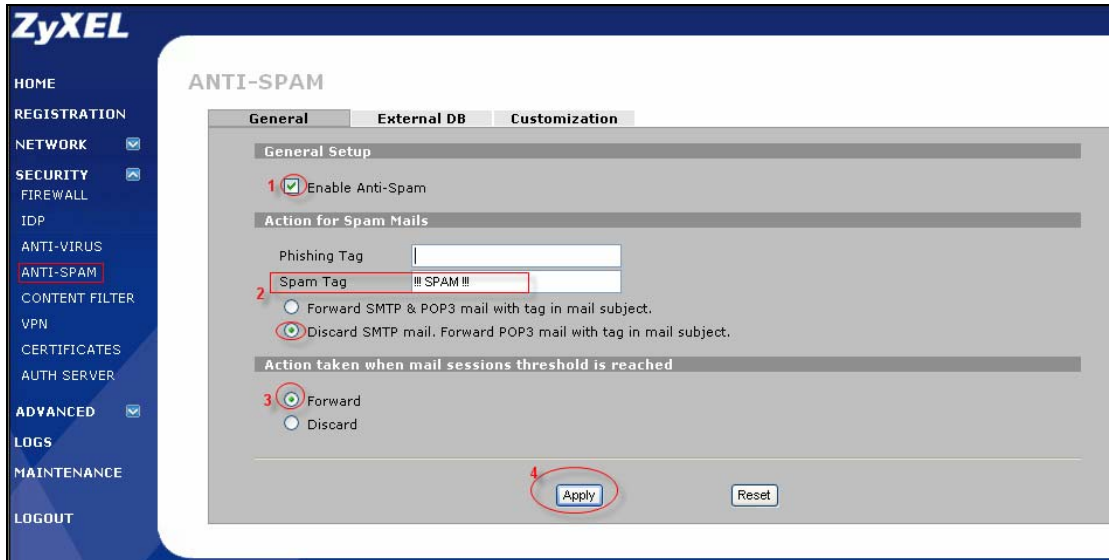 ZyXEL
HOME
REGISTRATION
NETWORK
SECURITY
FIREWALL
IDP
ANTI-VIRUS
ANTI-SPAM
CONTENT FILTER
VPN
CERTIFICATES
AUTH SERVER
ADVANCED
LOGS
MAINTENANCE
LOGOUT
ANTI-SPAM
General External DB Customization
General Setup
1 Enable Anti-Spam
Action for Spam Mails
Phishing Tag
2 Spam Tag !!! SPAM !!!
Forward SMTP & POP3 mail with tag in mail subject.
Discard SMTP mail. Forward POP3 mail with tag in mail subject.
Action taken when mail sessions threshold is reached
3 Forward
Discard
4
Apply Reset